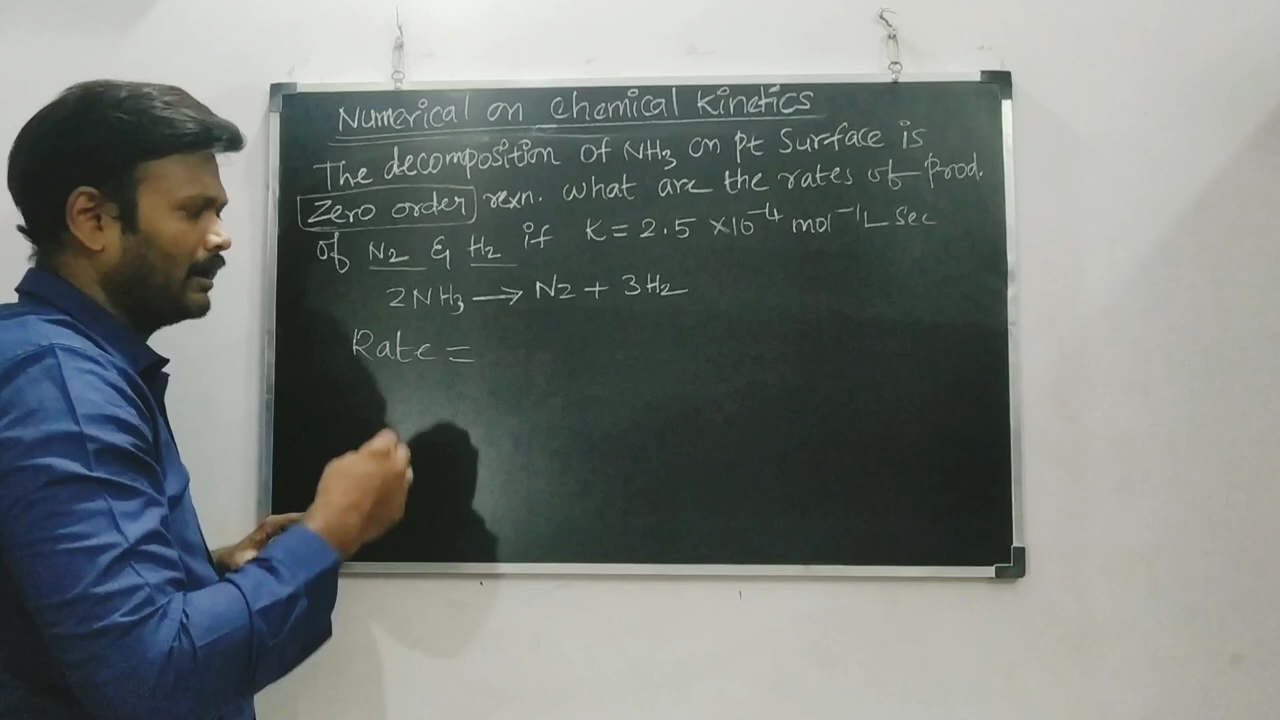 Numerical on chemical Kinetics
The decomposition of NH3 on pt Surface is
Zero order rexn. what are the rates of prod.
of N2 & H2 if K = 2.5 ×10⁻⁴ mol⁻¹ L Sec
2NH3 → N2 + 3H2
Rate =